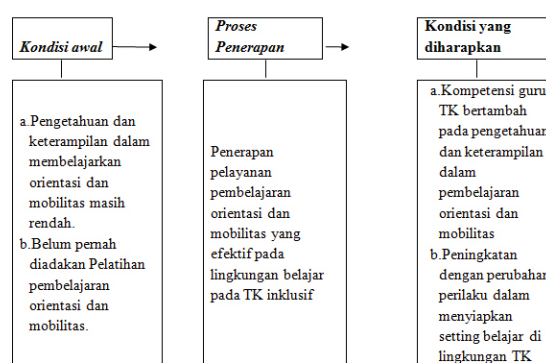 Kondisi awal
Proses
Penerapan
Kondisi yang
diharapkan
a.Pengetahuan dan
keterampilan dalam
membelajarkan
orientasi dan
mobilitas masih
rendah.
b.Belum pernah
diadakan Pelatihan
pembelajaran
orientasi dan
mobilitas.
Penerapan
pelayanan
pembelajaran
orientasi dan
mobilitas yang
efektif pada
lingkungan belajar
pada TK inklusif
a.Kompetensi guru
TK bertambah
pada pengetahuan
dan keterampilan
dalam
pembelajaran
orientasi dan
mobilitas
b.Peningkatan
dengan perubahan
perilaku dalam
menyiapkan
setting belajar di
lingkungan TK